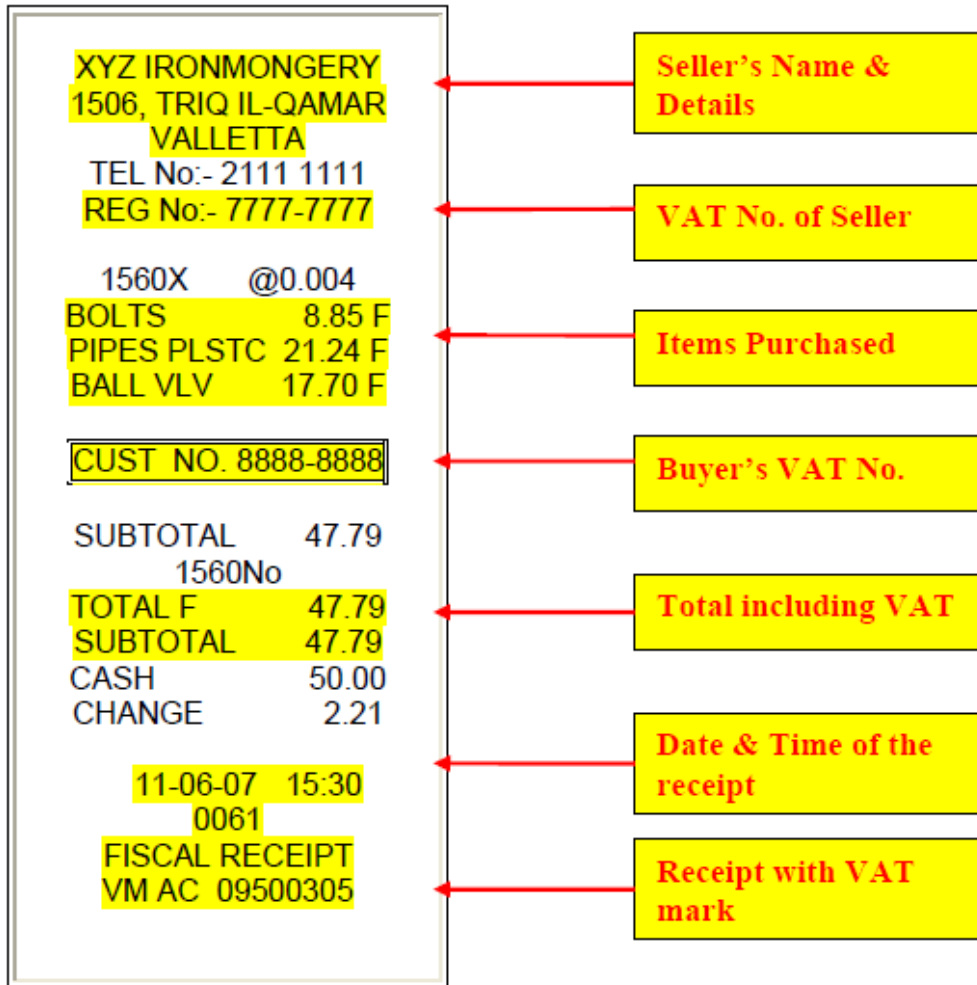 XYZ IRONMONGERY
1506, TRIQ IL-QAMAR
VALLETTA
TEL No:- 2111 1111
REG No:- 7777-7777
1560X @0.004
BOLTS 8.85 F
PIPES PLSTC 21.24 F
BALL VLV 17.70 F
CUST NO. 8888-8888
SUBTOTAL 47.79
1560No
TOTAL F 47.79
SUBTOTAL 47.79
CASH 50.00
CHANGE 2.21
11-06-07 15:30
0061
FISCAL RECEIPT
VM AC 09500305
Seller's Name &
Details
VAT No. of Seller
Items Purchased
Buyer's VAT No.
Total including VAT
Date & Time of the
receipt
Receipt with VAT
mark